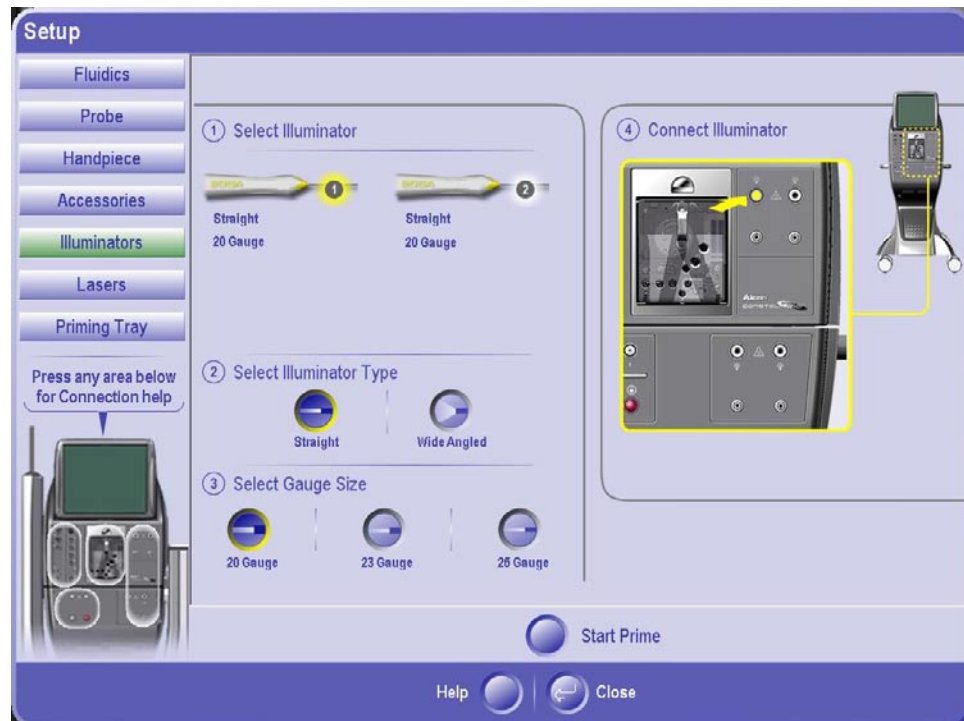 Setup
Fluidics
Probe
Handpiece
Accessories
Illuminators
Lasers
Priming Tray
Press any area below
for Connection help
1 Select Illuminator
1
2
Straight
20 Gauge
Straight
20 Gauge
2 Select Illuminator Type
Straight
Wide Angled
3 Select Gauge Size
20 Gauge
23 Gauge
25 Gauge
4 Connect Illuminator
Alcon
Start Prime
Help
Close